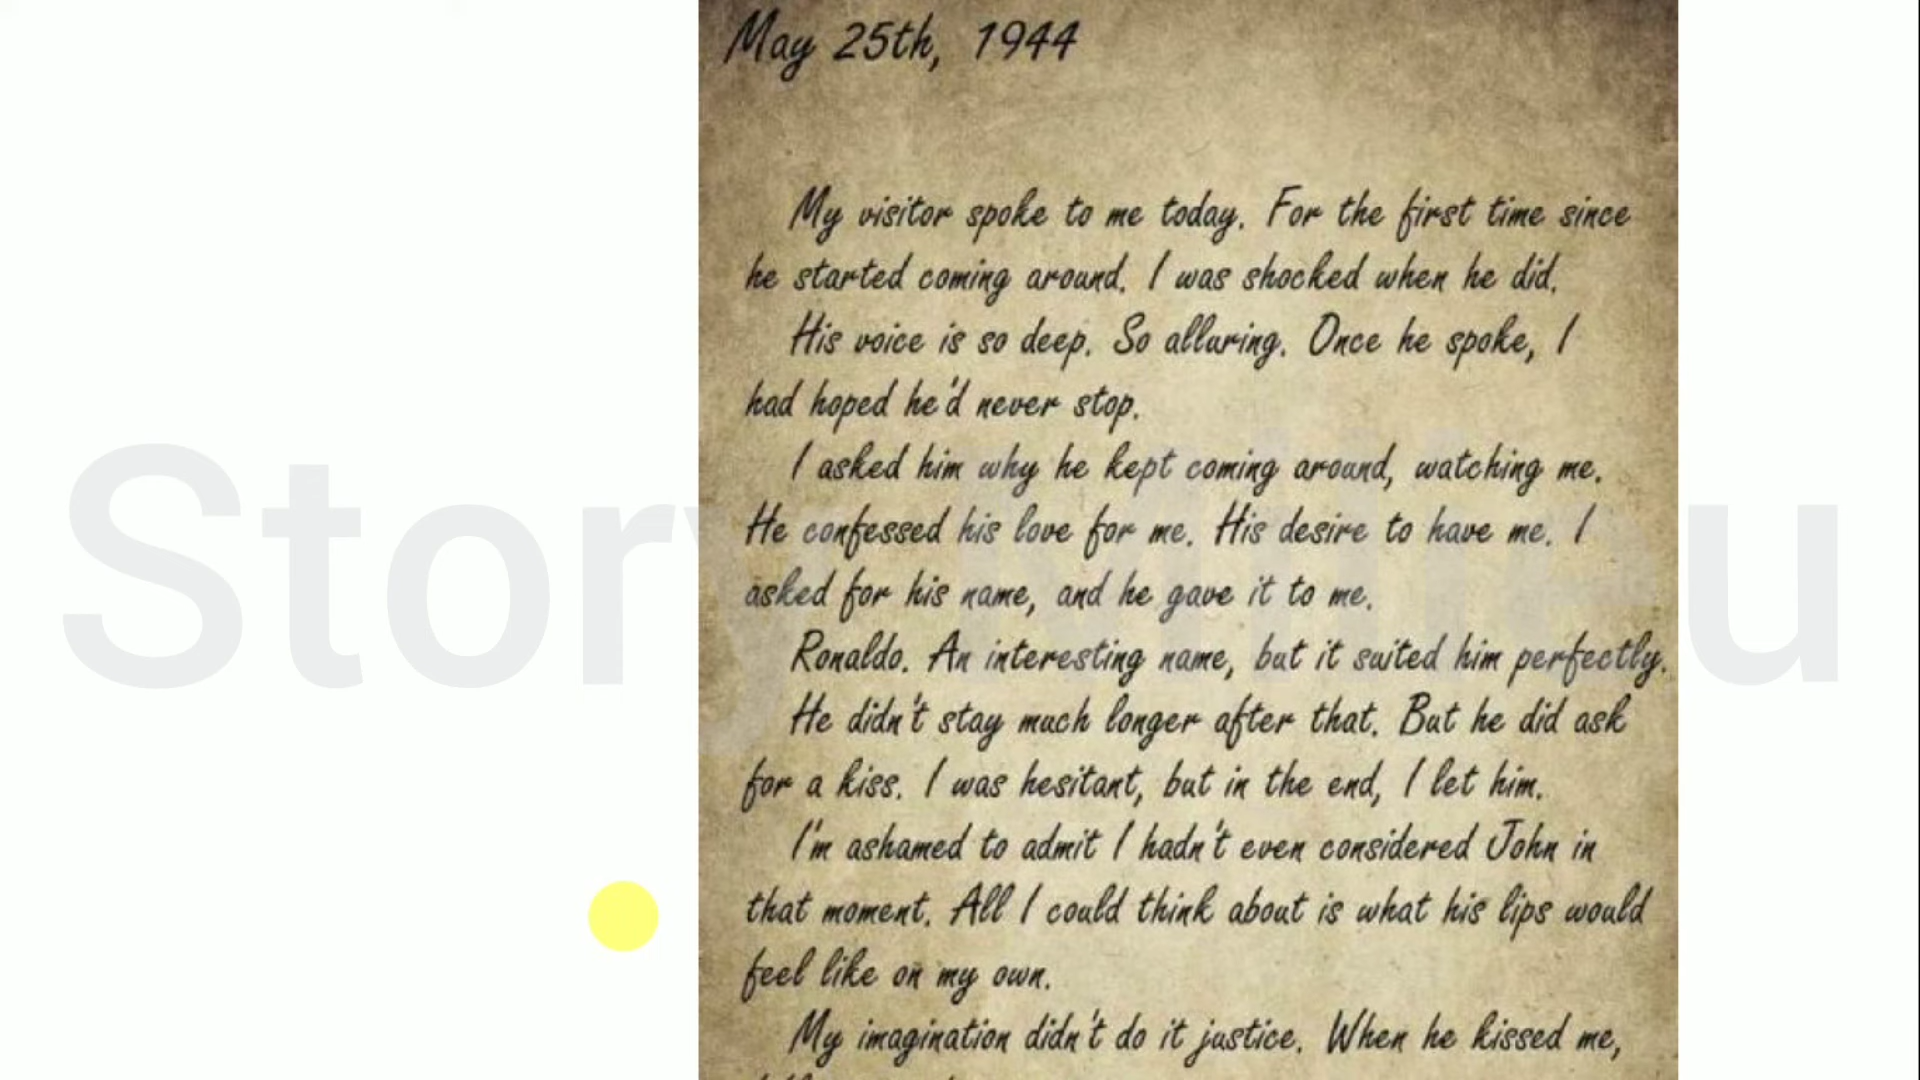 May 25th, 1944
My visitor spoke to me today. For the first time since
he started coming around. I was shocked when he did.
His voice is so deep. So alluring. Once he spoke, I
had hoped he'd never stop.
I asked him why he kept coming around, watching me.
He confessed his love for me. His desire to have me. I
asked for his name, and he gave it to me.
Ronaldo. An interesting name, but it suited him perfectly.
He didn't stay much longer after that. But he did ask
for a kiss. I was hesitant, but in the end, I let him.
I'm ashamed to admit I hadn't even considered John in
that moment. All I could think about is what his lips would
feel like on my own.
My imagination didn't do it justice. When he kissed me,
Story